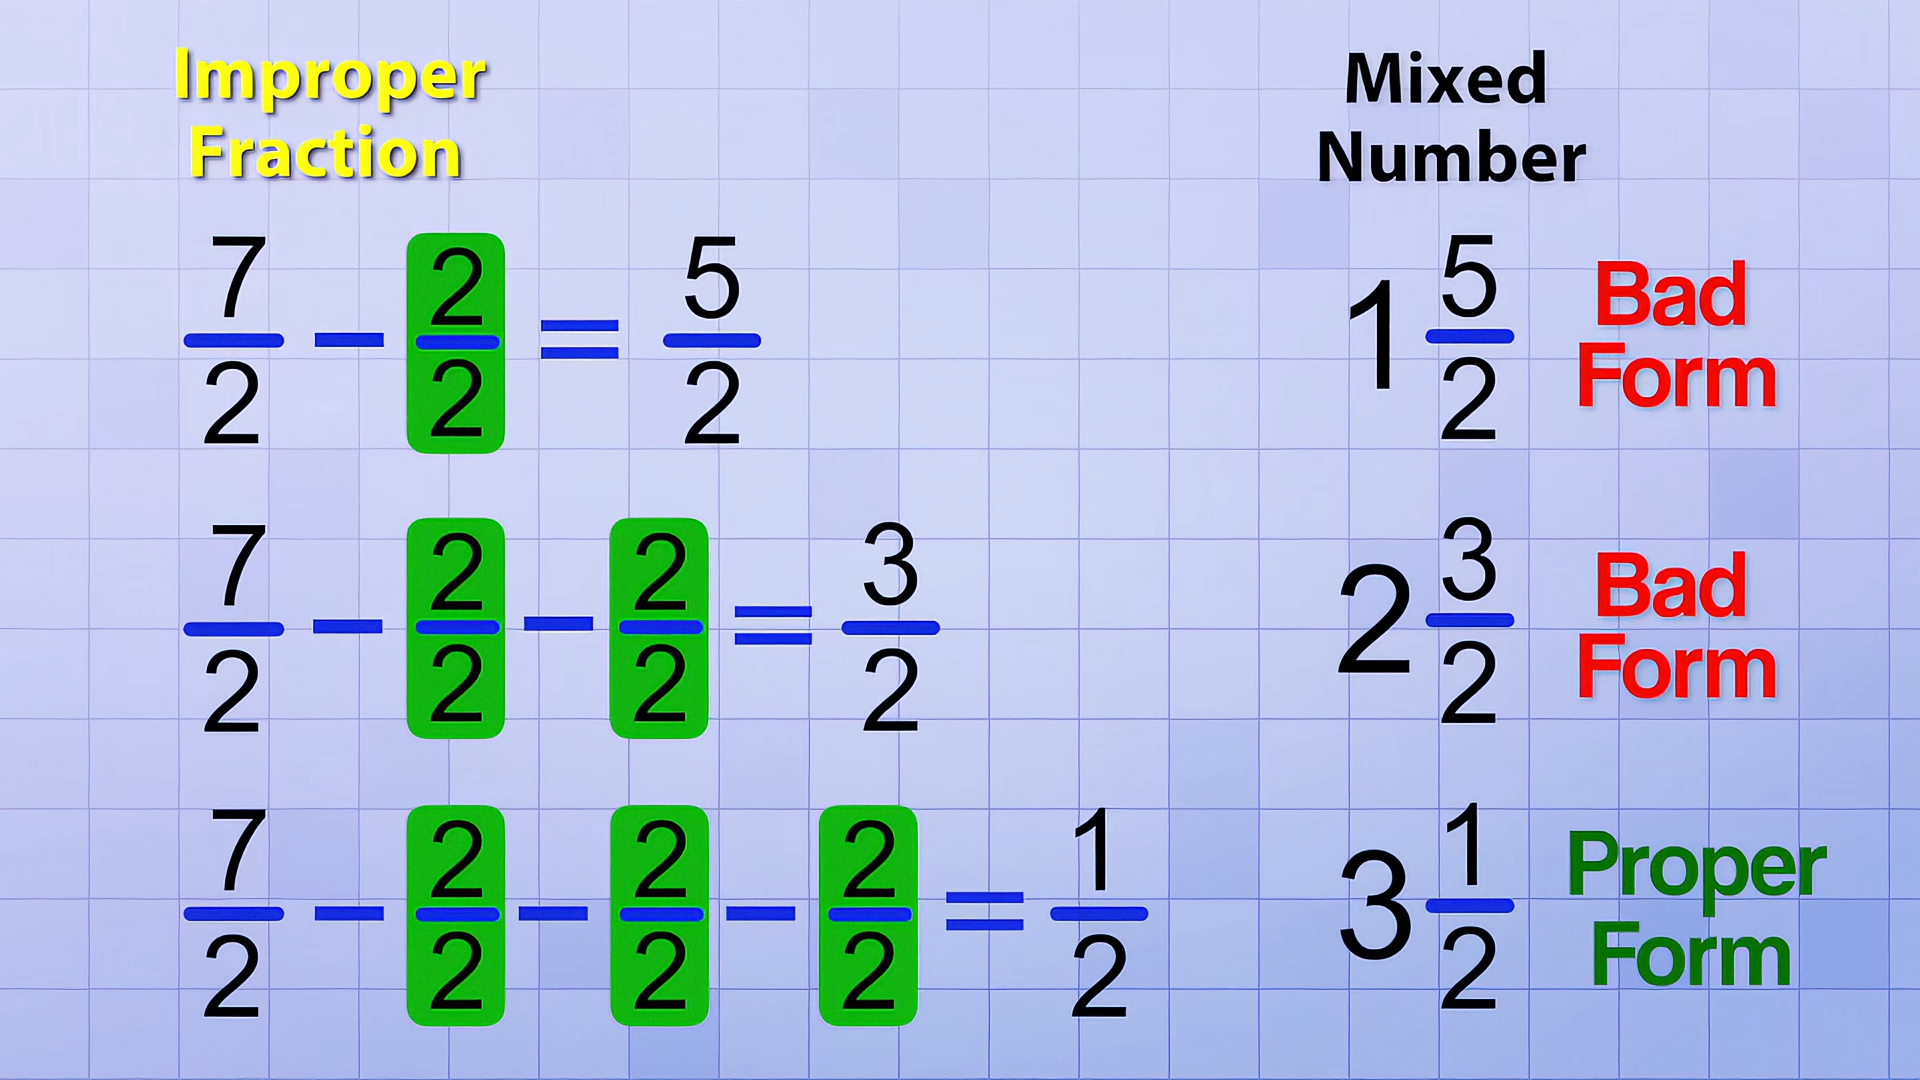 Improper
Fraction
Mixed
Number
7/2 − 2/2 = 5/2
1 5/2
Bad
Form
7/2 − 2/2 − 2/2 = 3/2
2 3/2
Bad
Form
7/2 − 2/2 − 2/2 − 2/2 = 1/2
3 1/2
Proper
Form